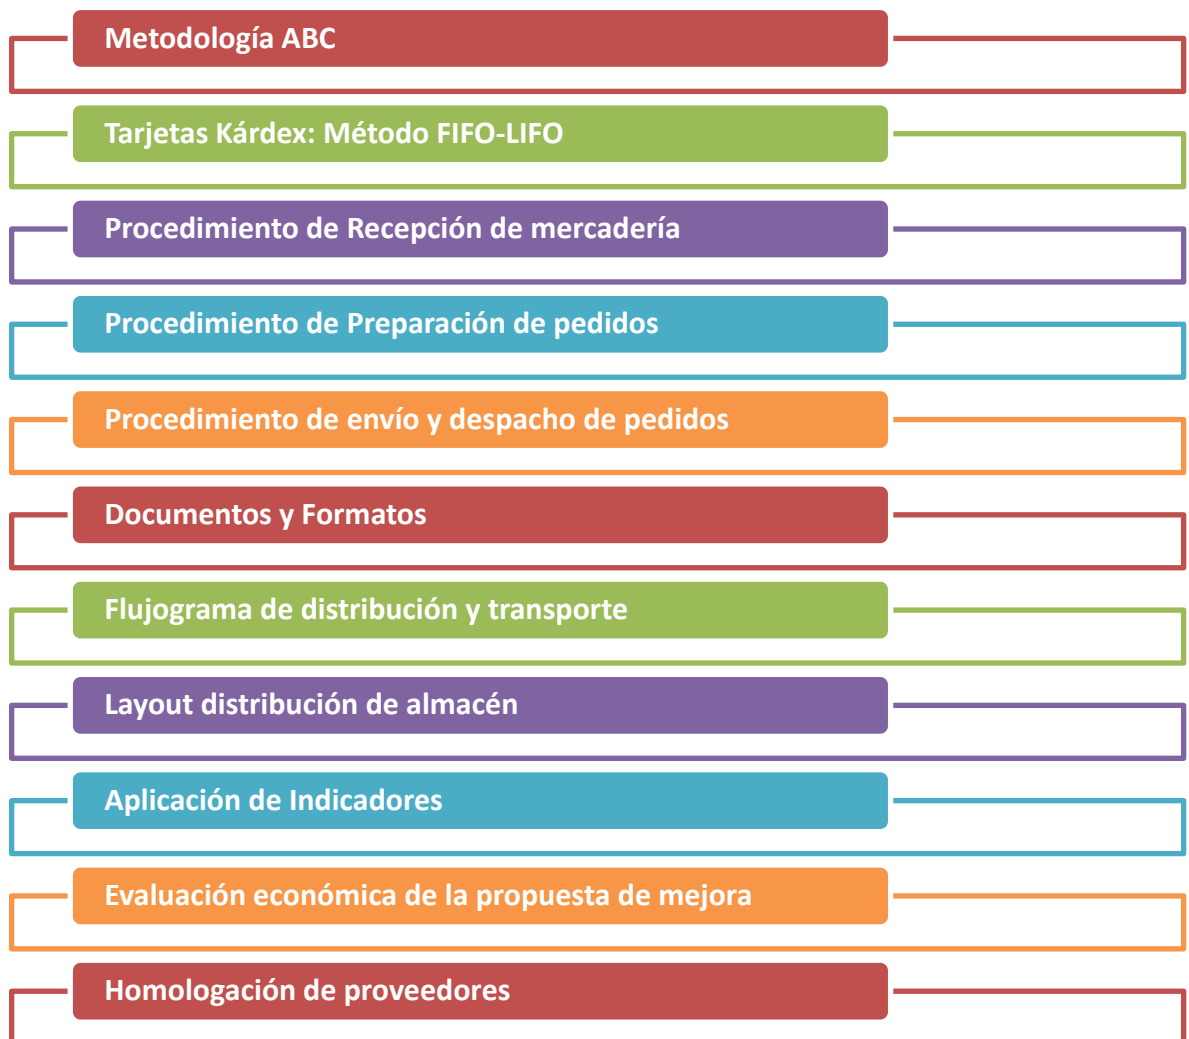 Metodología ABC
Tarjetas Kárdex: Método FIFO-LIFO
Procedimiento de Recepción de mercadería
Procedimiento de Preparación de pedidos
Procedimiento de envío y despacho de pedidos
Documentos y Formatos
Flujograma de distribución y transporte
Layout distribución de almacén
Aplicación de Indicadores
Evaluación económica de la propuesta de mejora
Homologación de proveedores